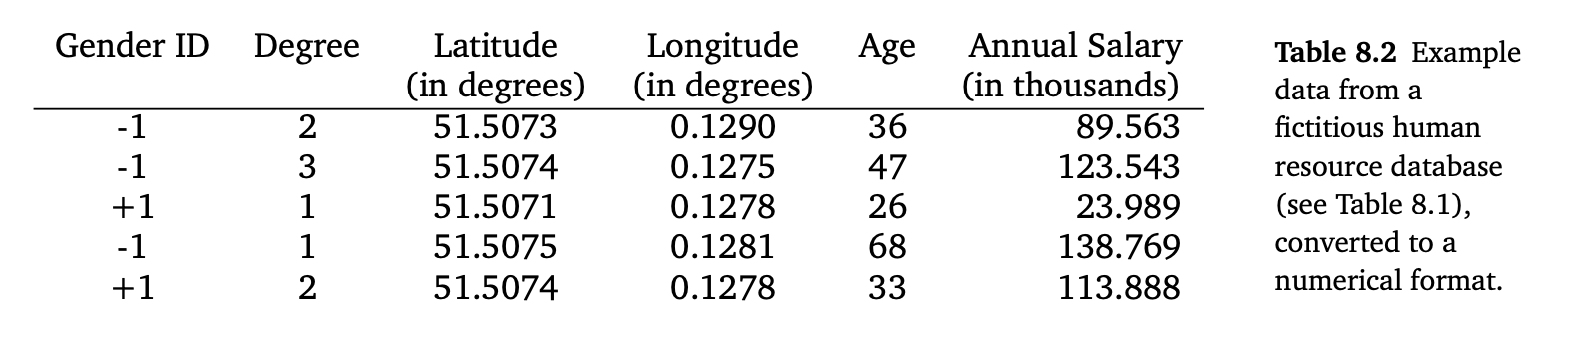 Gender ID Degree Latitude Longitude Age Annual Salary
(in degrees) (in degrees) (in thousands)
-1 2 51.5073 0.1290 36 89.563
-1 3 51.5074 0.1275 47 123.543
+1 1 51.5071 0.1278 26 23.989
-1 1 51.5075 0.1281 68 138.769
+1 2 51.5074 0.1278 33 113.888
Table 8.2 Example
data from a
fictitious human
resource database
(see Table 8.1),
converted to a
numerical format.